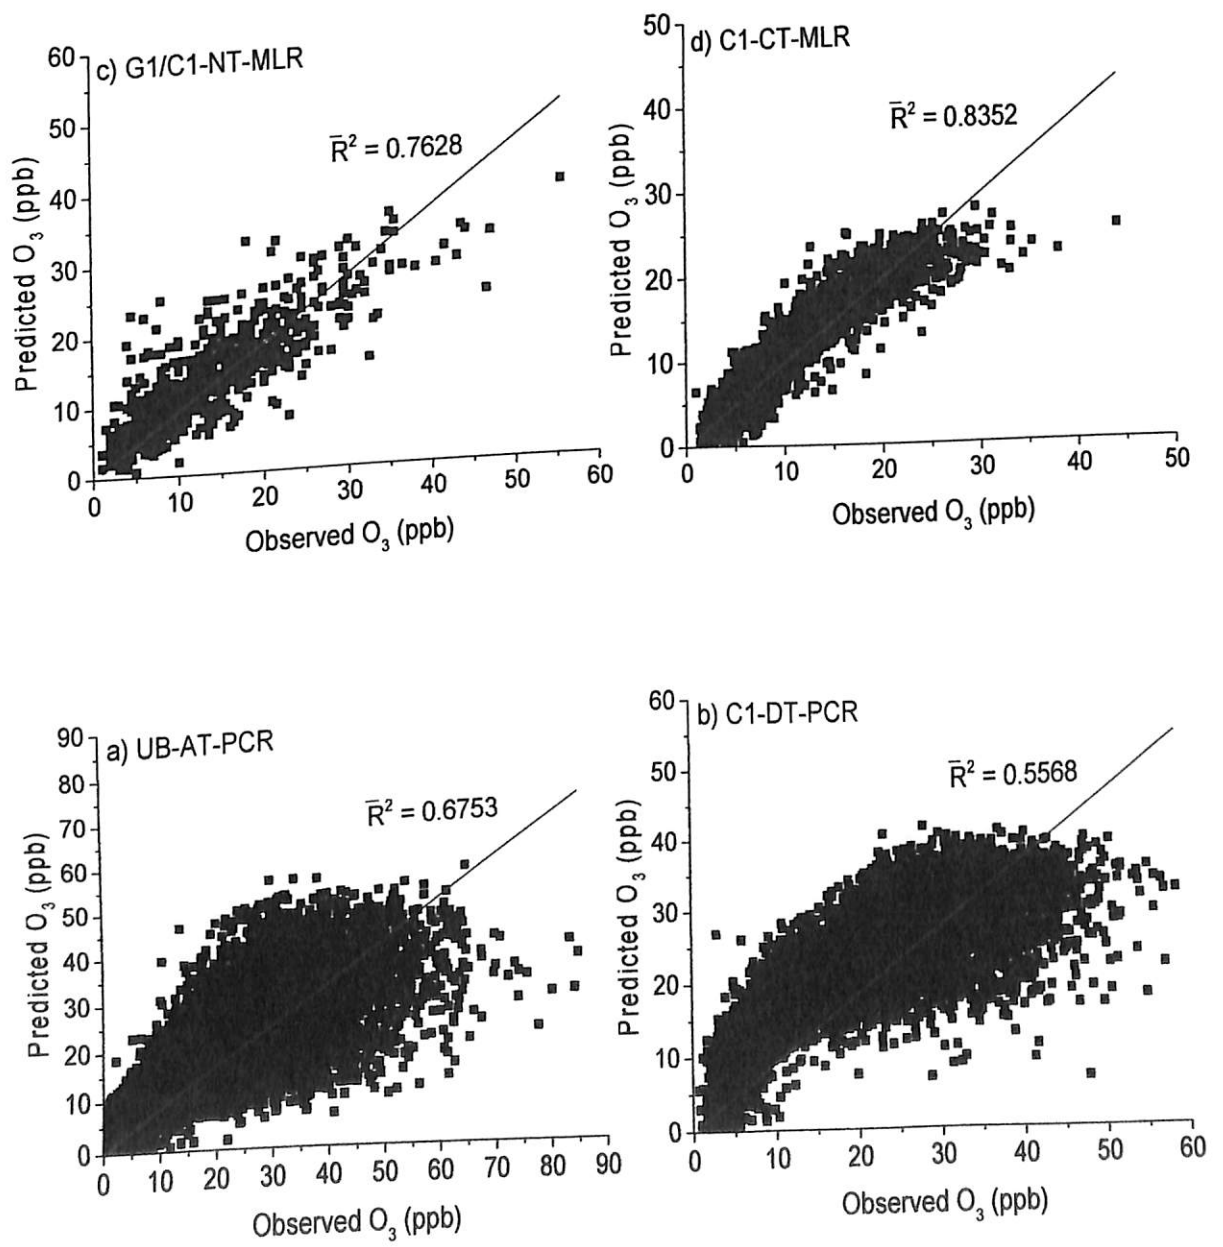 c) G1/C1-NT-MLR
R̅² = 0.7628
Predicted O₃ (ppb)
60
50
40
30
20
10
0
0 10 20 30 40 50 60
Observed O₃ (ppb)
d) C1-CT-MLR
R̅² = 0.8352
Predicted O₃ (ppb)
50
40
30
20
10
0
0 10 20 30 40 50
Observed O₃ (ppb)
a) UB-AT-PCR
R̅² = 0.6753
Predicted O₃ (ppb)
90
80
70
60
50
40
30
20
10
0
0 10 20 30 40 50 60 70 80 90
Observed O₃ (ppb)
b) C1-DT-PCR
R̅² = 0.5568
Predicted O₃ (ppb)
60
50
40
30
20
10
0
0 10 20 30 40 50 60
Observed O₃ (ppb)